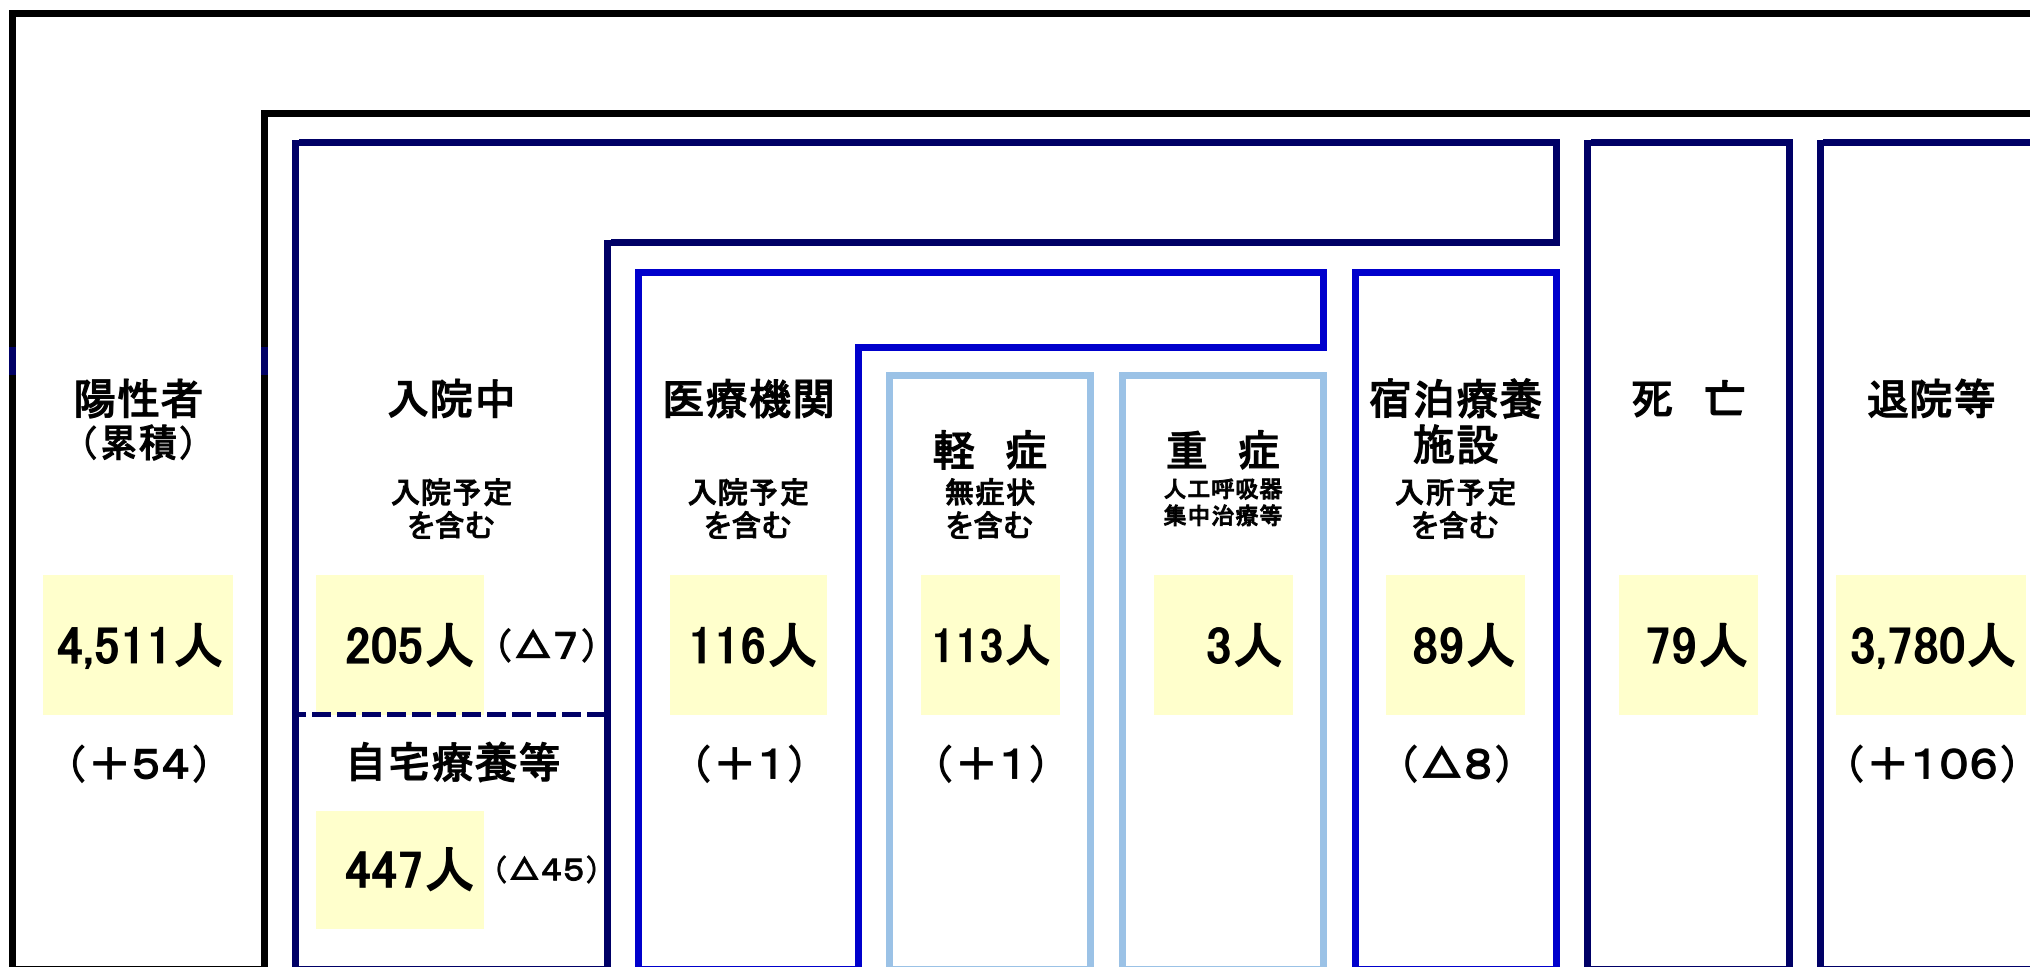 陽性者
（累積）
4,511人
（＋54）
入院中
入院予定
を含む
205人 （△7）
自宅療養等
447人 （△45）
医療機関
入院予定
を含む
116人
（＋1）
軽 症
無症状
を含む
113人
（＋1）
重 症
人工呼吸器
集中治療等
3人
宿泊療養
施設
入所予定
を含む
89人
（△8）
死 亡
79人
退院等
3,780人
（＋106）